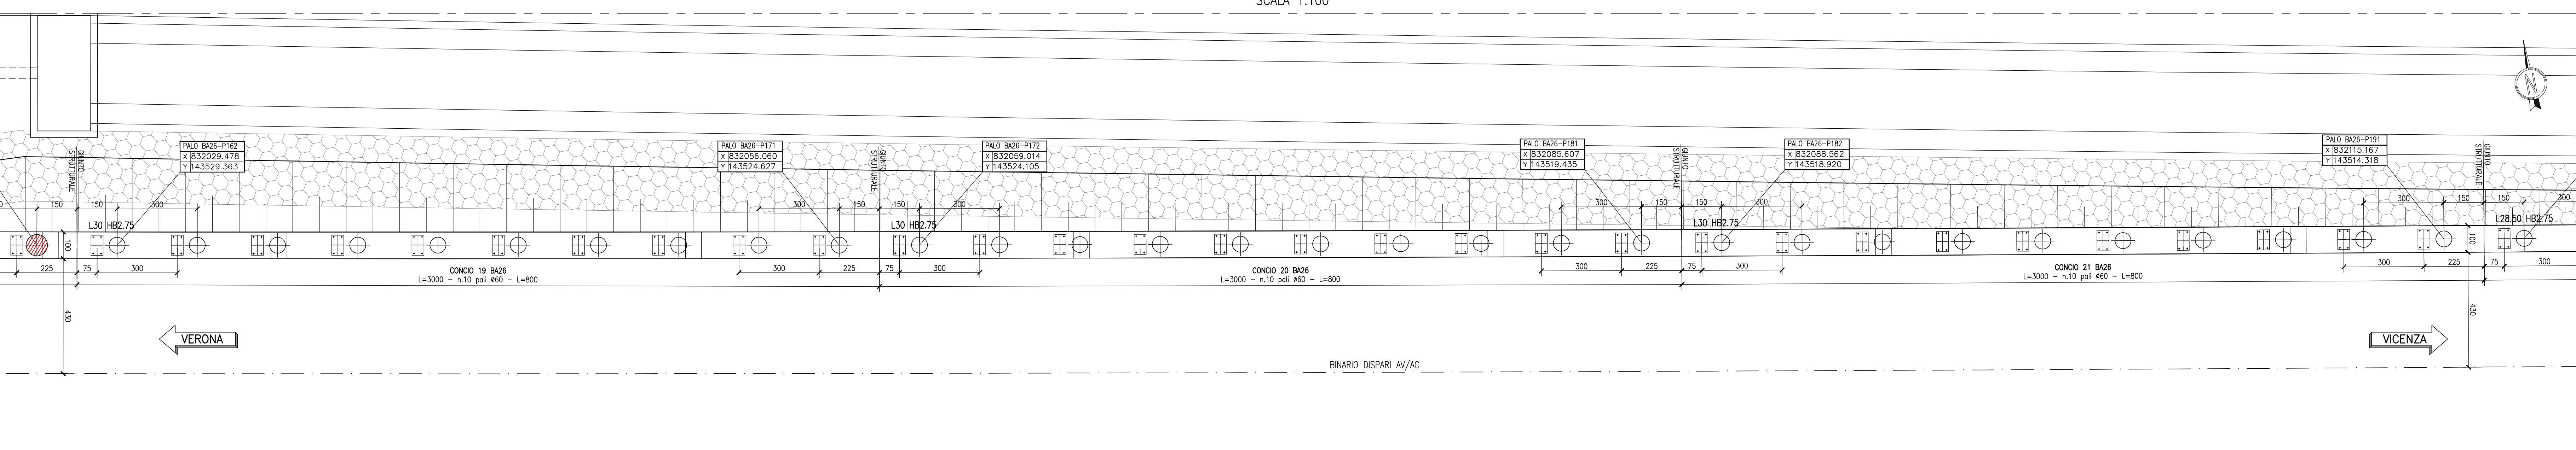 SCALA 1:100
N
PALO BA26-P162
X 832029.478
Y 143529.363
PALO BA26-P171
X 832056.060
Y 143524.627
PALO BA26-P172
X 832059.014
Y 143524.105
PALO BA26-P181
X 832085.607
Y 143519.435
PALO BA26-P182
X 832088.562
Y 143518.920
PALO BA26-P191
X 832115.167
Y 143514.318
GIUNTO
STRUTTURALE
GIUNTO
STRUTTURALE
GIUNTO
STRUTTURALE
GIUNTO
STRUTTURALE
150
150
300
300
150
150
300
300
150
150
300
300
150
150
300
L30 HB2.75
L30 HB2.75
L30 HB2.75
L28.50 HB2.75
100
100
225
75
300
300
225
75
300
300
225
75
300
300
225
75
300
CONCIO 19 BA26
L=3000 - n.10 pali ø60 - L=800
CONCIO 20 BA26
L=3000 - n.10 pali ø60 - L=800
CONCIO 21 BA26
L=3000 - n.10 pali ø60 - L=800
430
430
VERONA
VICENZA
BINARIO DISPARI AV/AC